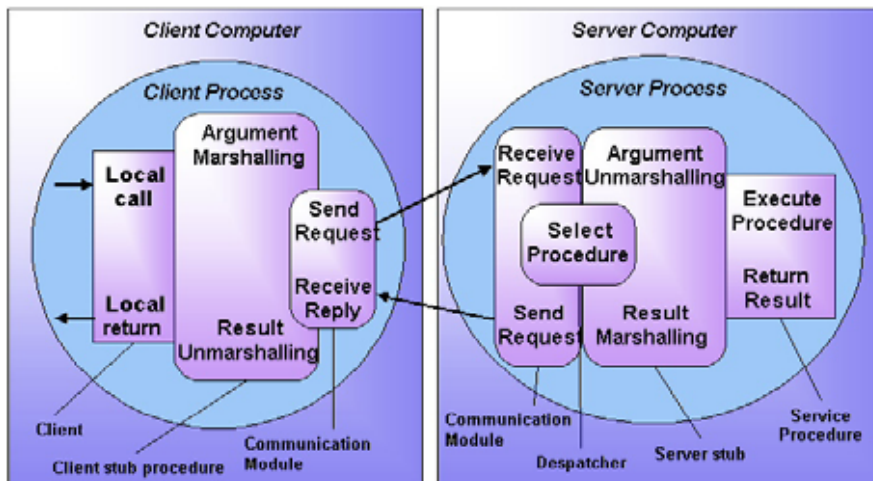 Client Computer
Client Process
Argument
Marshalling
Local
call
Send
Request
Receive
Reply
Local
return
Result
Unmarshalling
Client
Client stub procedure
Communication
Module
Server Computer
Server Process
Receive
Request
Argument
Unmarshalling
Select
Procedure
Execute
Procedure
Return
Result
Send
Request
Result
Marshalling
Communication
Module
Despatcher
Server stub
Service
Procedure